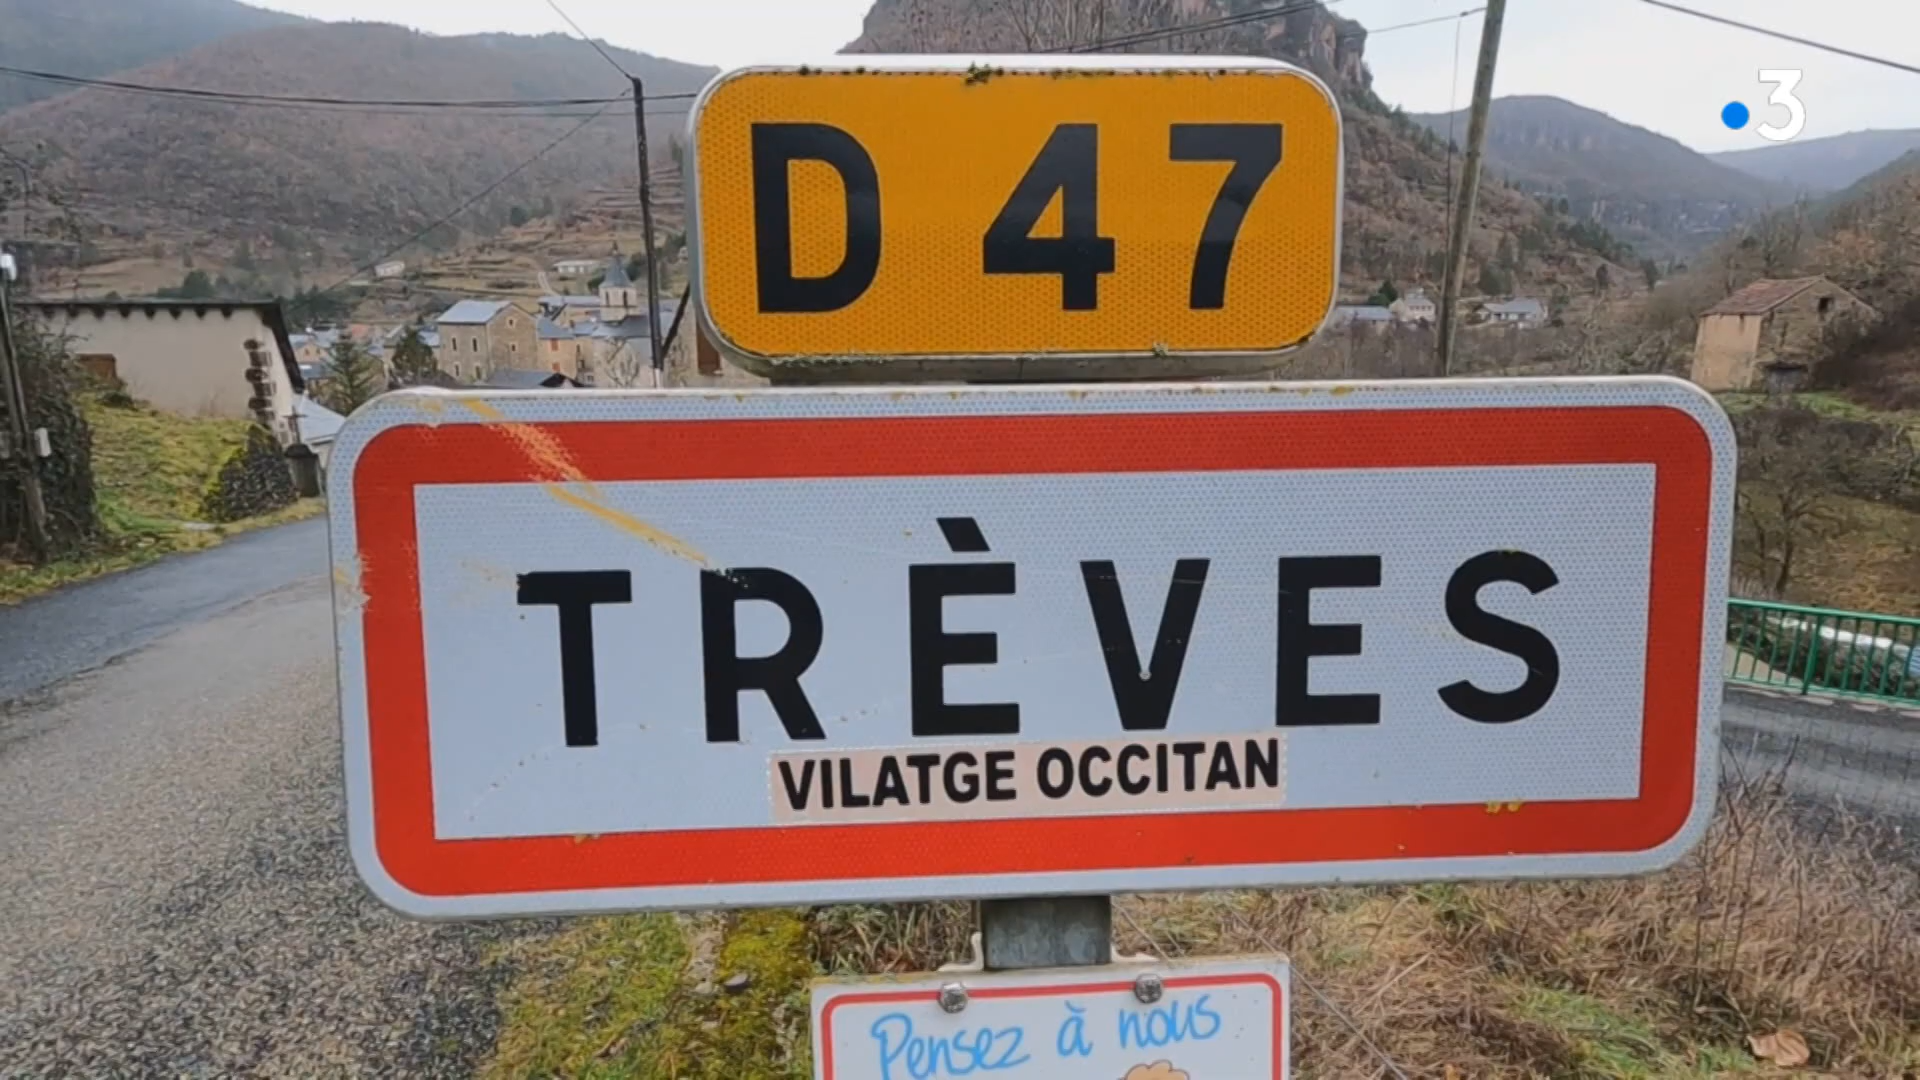 3
D 47
TRÈVES
VILATGE OCCITAN
Pensez à nous